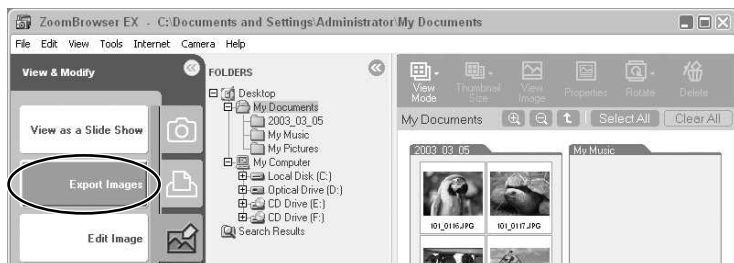 ZoomBrowser EX - C:\Documents and Settings\Administrator\My Documents
File Edit View Tools Internet Camera Help
View & Modify
View as a Slide Show
Export Images
Edit Image
FOLDERS
Desktop
My Documents
2003_03_05
My Music
My Pictures
My Computer
Local Disk (C:)
Optical Drive (D:)
CD Drive (E:)
CD Drive (F:)
Search Results
View Mode
Thumbnail Size
View Image
Properties
Rotate
Delete
My Documents
Select All
Clear All
2003_03_05
My Music
101_0116.JPG
101_0117.JPG